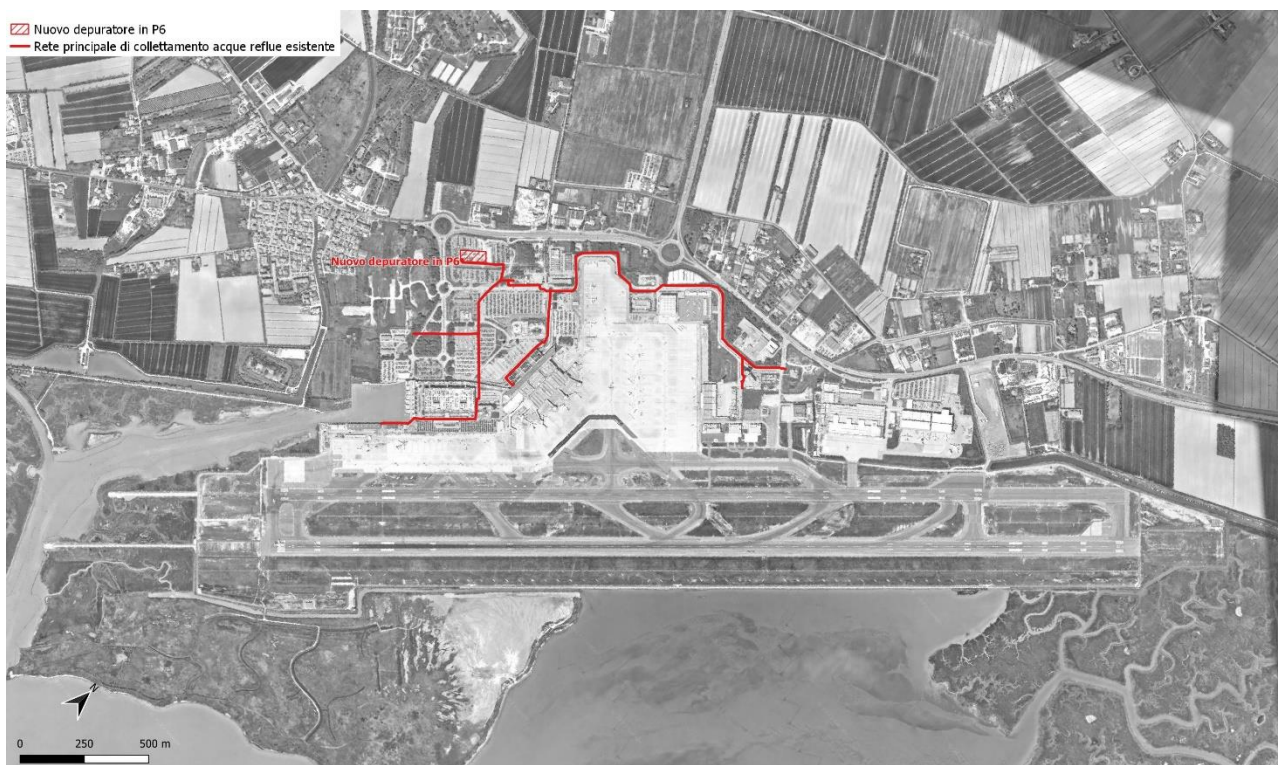 Nuovo depuratore in P6
Rete principale di collettamento acque reflue esistente
Nuovo depuratore in P6
N
0 250 500 m